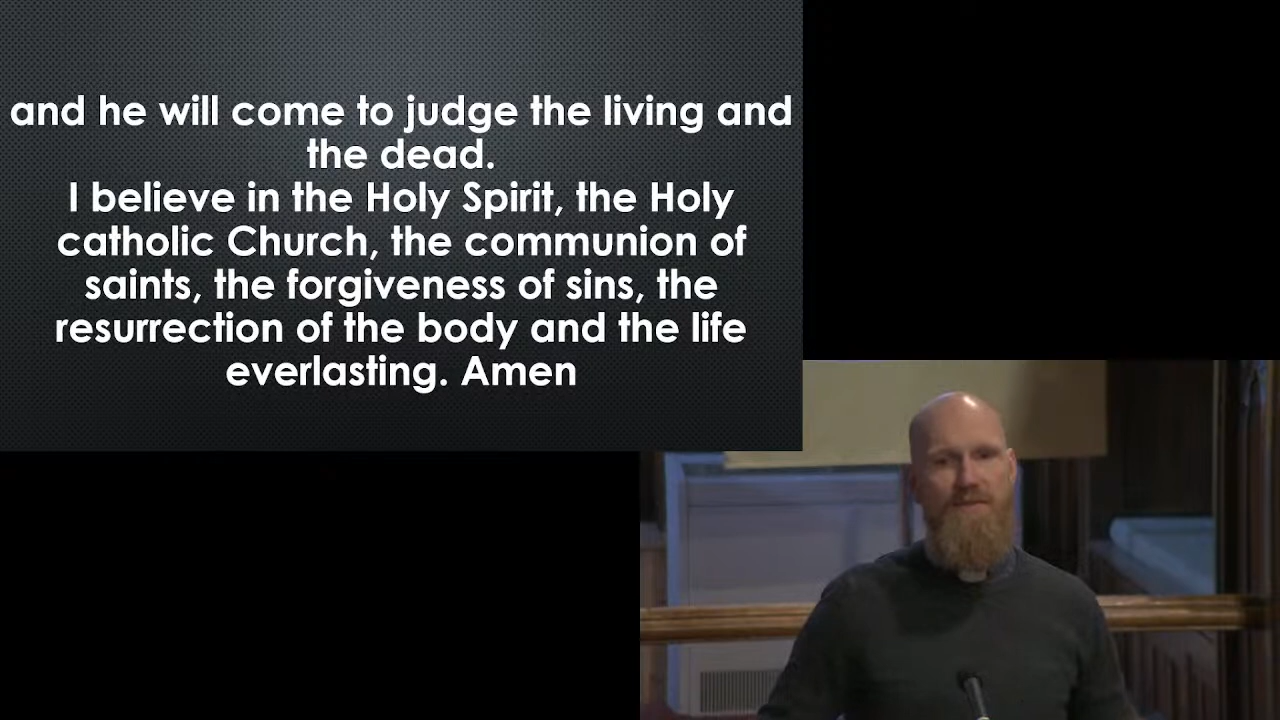 and he will come to judge the living and
the dead.
I believe in the Holy Spirit, the Holy
catholic Church, the communion of
saints, the forgiveness of sins, the
resurrection of the body and the life
everlasting. Amen